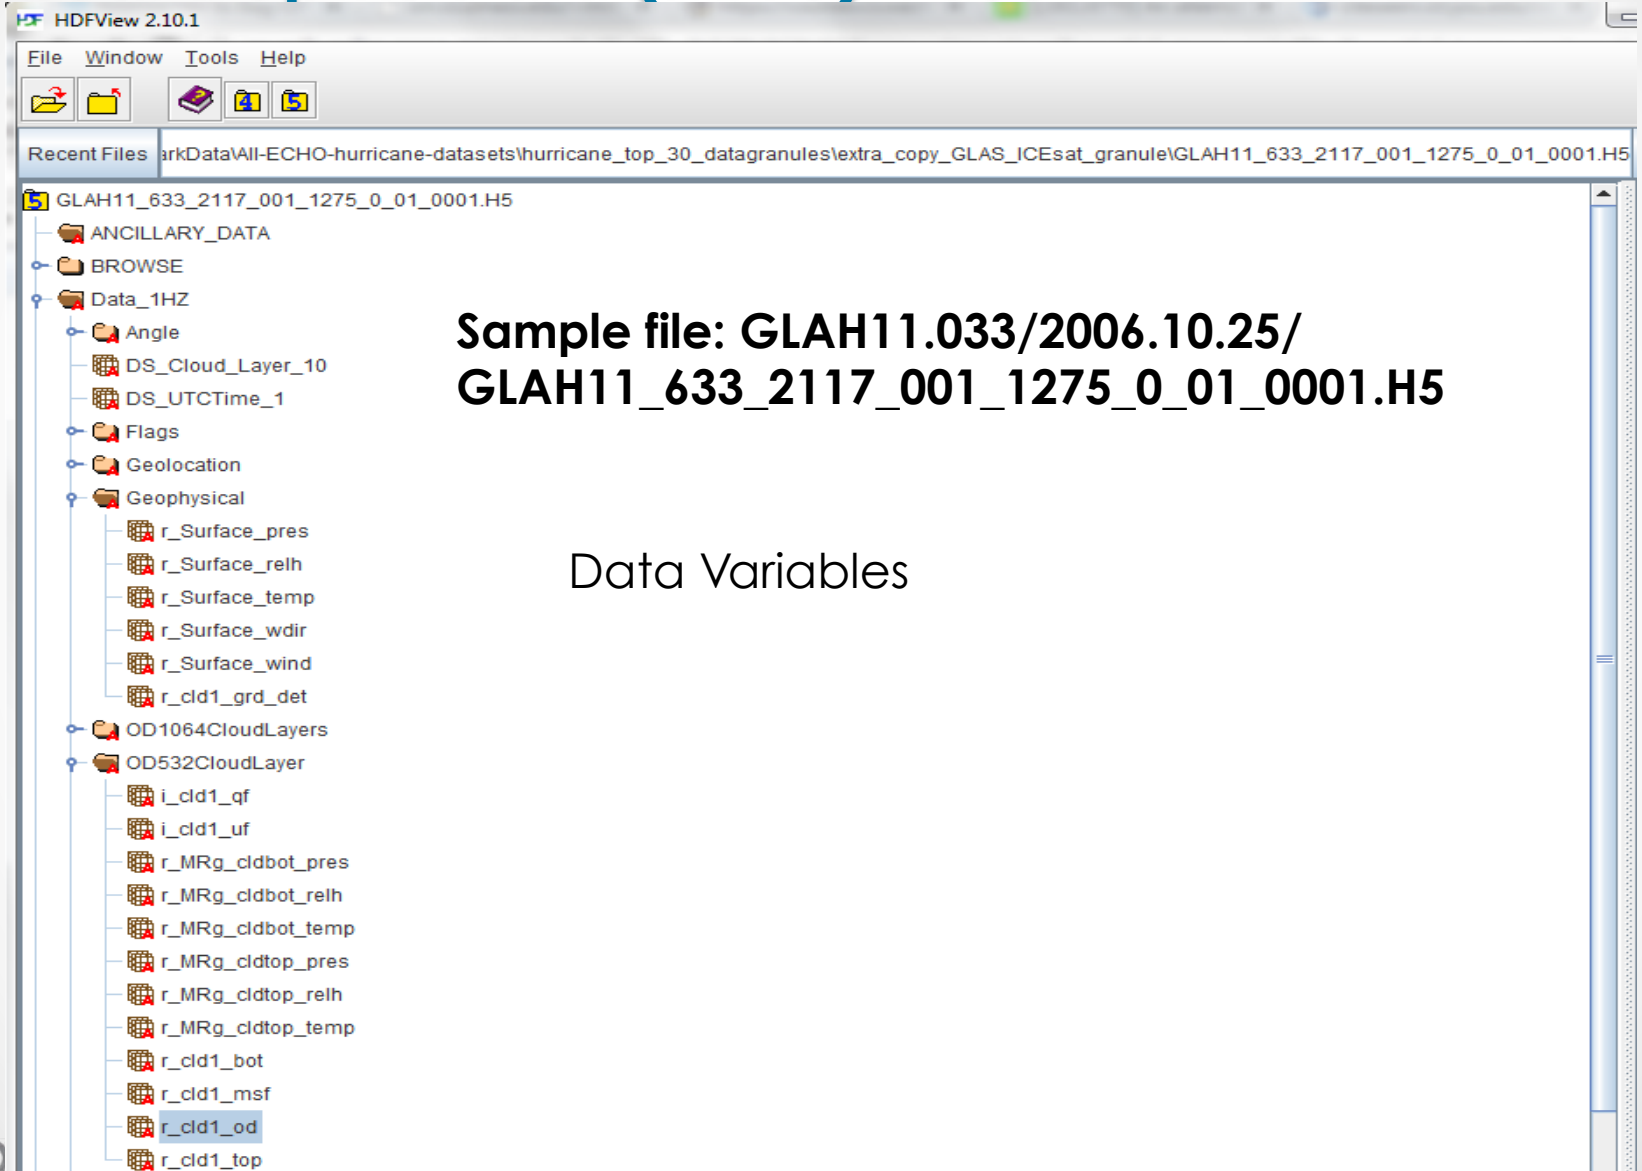 HDFView 2.10.1
File Window Tools Help
4 5
Recent Files arkData\All-ECHO-hurricane-datasets\hurricane_top_30_datagranules\extra_copy_GLAS_ICEsat_granule\GLAH11_633_2117_001_1275_0_01_0001.H5
GLAH11_633_2117_001_1275_0_01_0001.H5
ANCILLARY_DATA
BROWSE
Data_1HZ
Angle
DS_Cloud_Layer_10
DS_UTCTime_1
Flags
Geolocation
Geophysical
r_Surface_pres
r_Surface_relh
r_Surface_temp
r_Surface_wdir
r_Surface_wind
r_cld1_grd_det
OD1064CloudLayers
OD532CloudLayer
i_cld1_qf
i_cld1_uf
r_MRg_cldbot_pres
r_MRg_cldbot_relh
r_MRg_cldbot_temp
r_MRg_cldtop_pres
r_MRg_cldtop_relh
r_MRg_cldtop_temp
r_cld1_bot
r_cld1_msf
r_cld1_od
r_cld1_top
Sample file: GLAH11.033/2006.10.25/
GLAH11_633_2117_001_1275_0_01_0001.H5
Data Variables